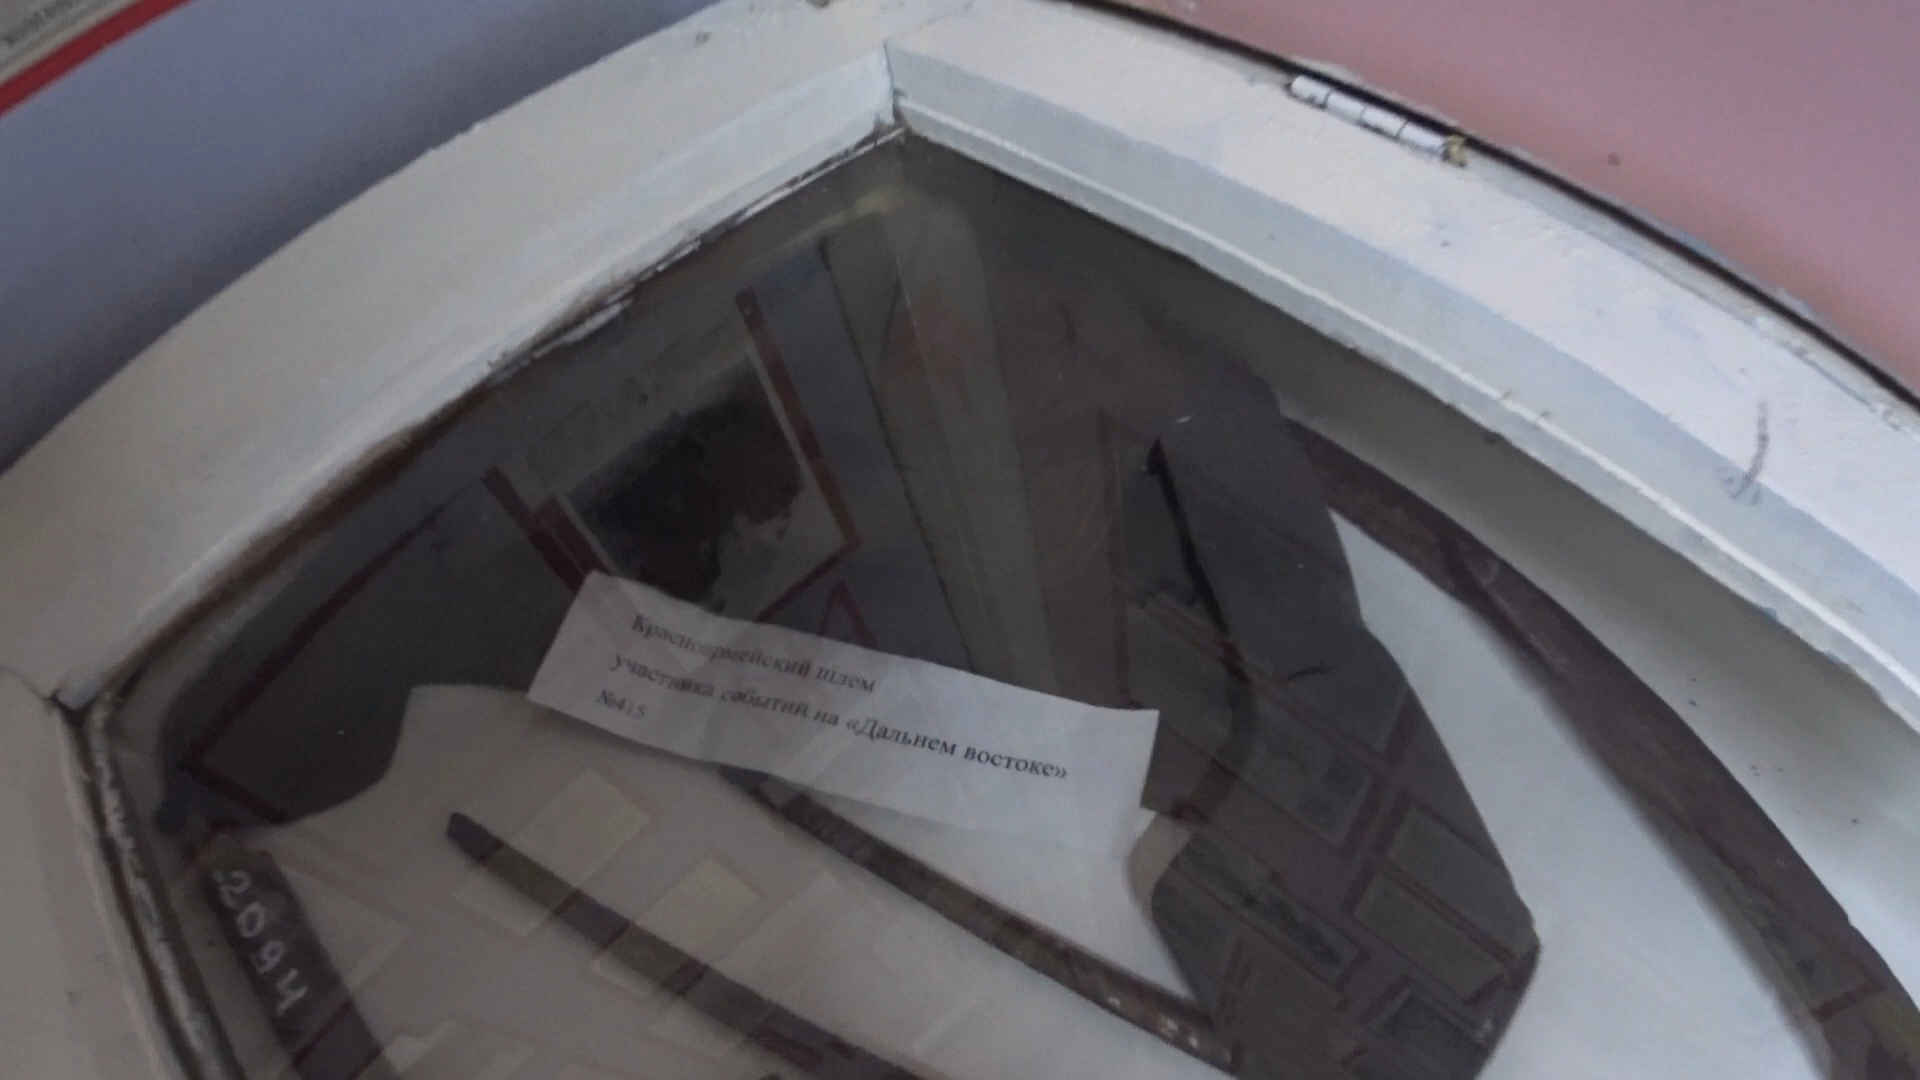 Красноармейский шлем
участника событий на «Дальнем востоке»
№415
2094